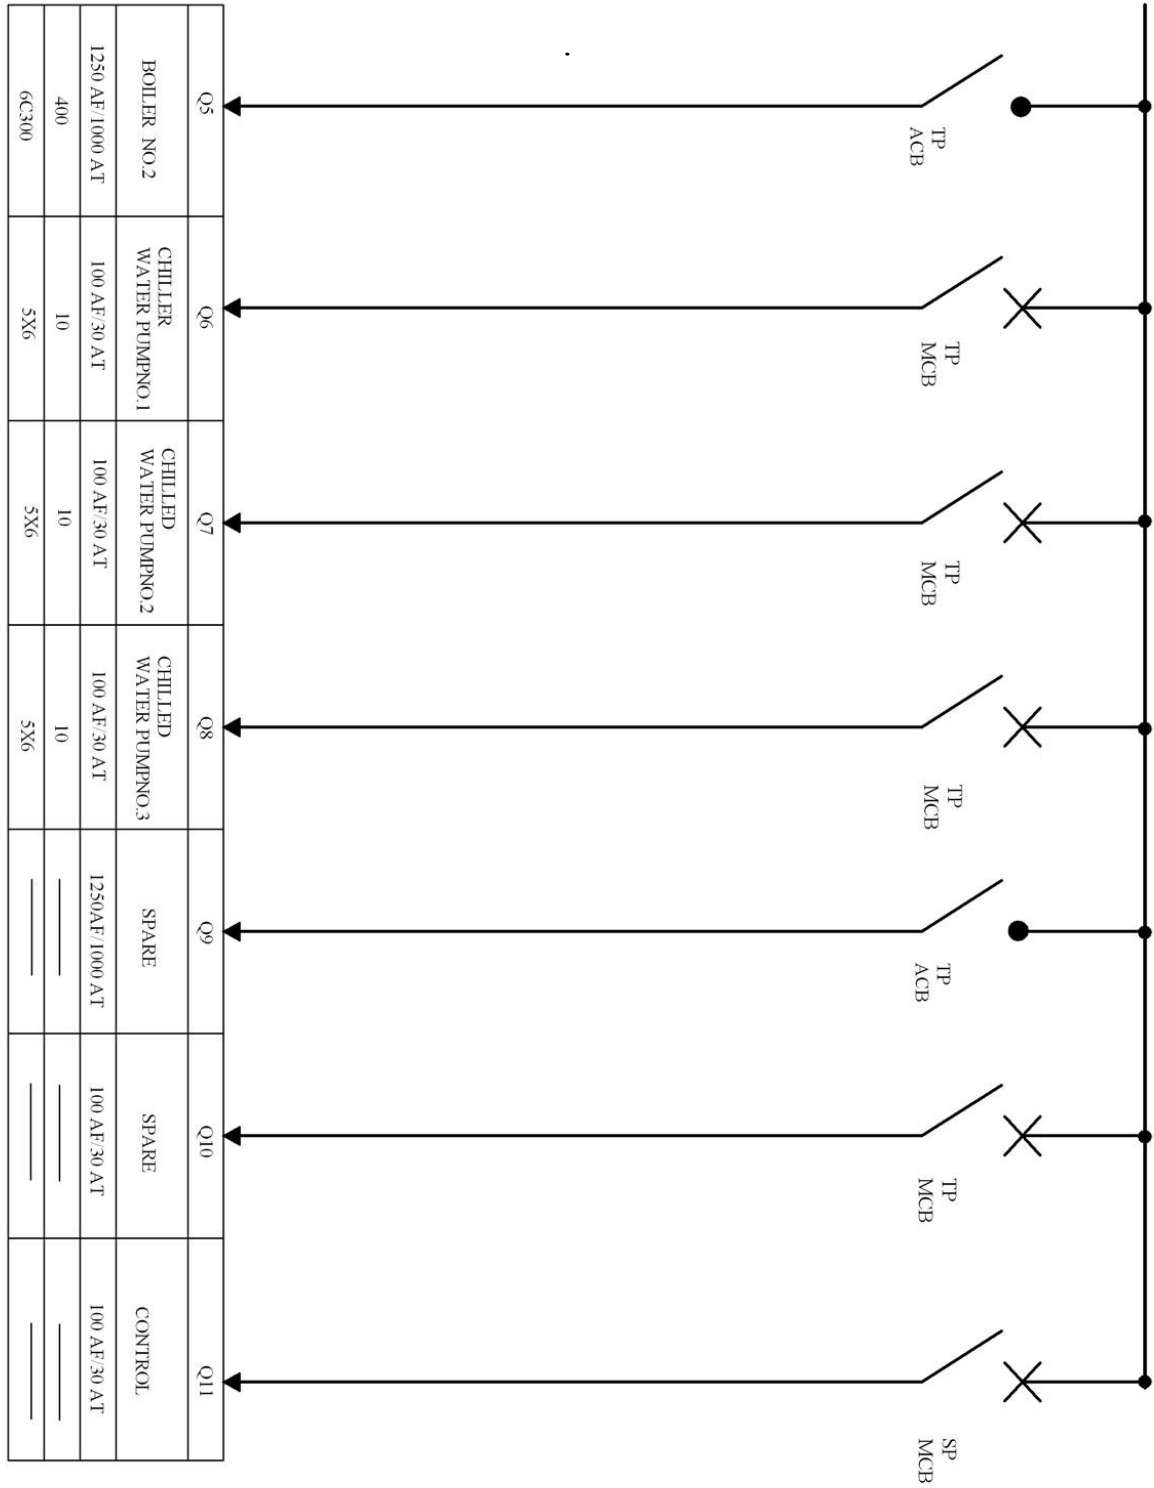 TP
ACB
TP
MCB
TP
MCB
TP
MCB
TP
ACB
TP
MCB
SP
MCB
Q5
Q6
Q7
Q8
Q9
Q10
Q11
BOILER NO.2
CHILLER
WATER PUMPNO.1
CHILLED
WATER PUMPNO.2
CHILLED
WATER PUMPNO.3
SPARE
SPARE
CONTROL
1250 AF/1000 AT
100 AF/30 AT
100 AF/30 AT
100 AF/30 AT
1250AF/1000 AT
100 AF/30 AT
100 AF/30 AT
400
10
10
10
6C300
5X6
5X6
5X6